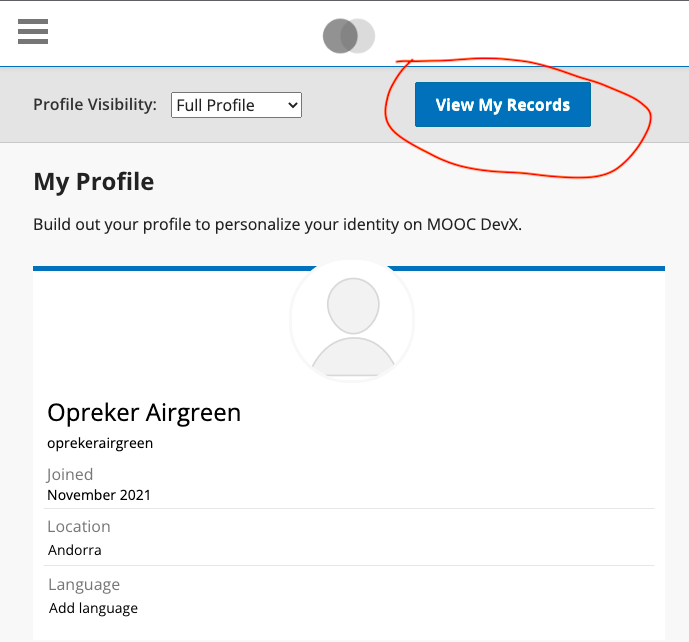 Profile Visibility: Full Profile View My Records
My Profile
Build out your profile to personalize your identity on MOOC DevX.
Opreker Airgreen
oprekerairgreen
Joined
November 2021
Location
Andorra
Language
Add language